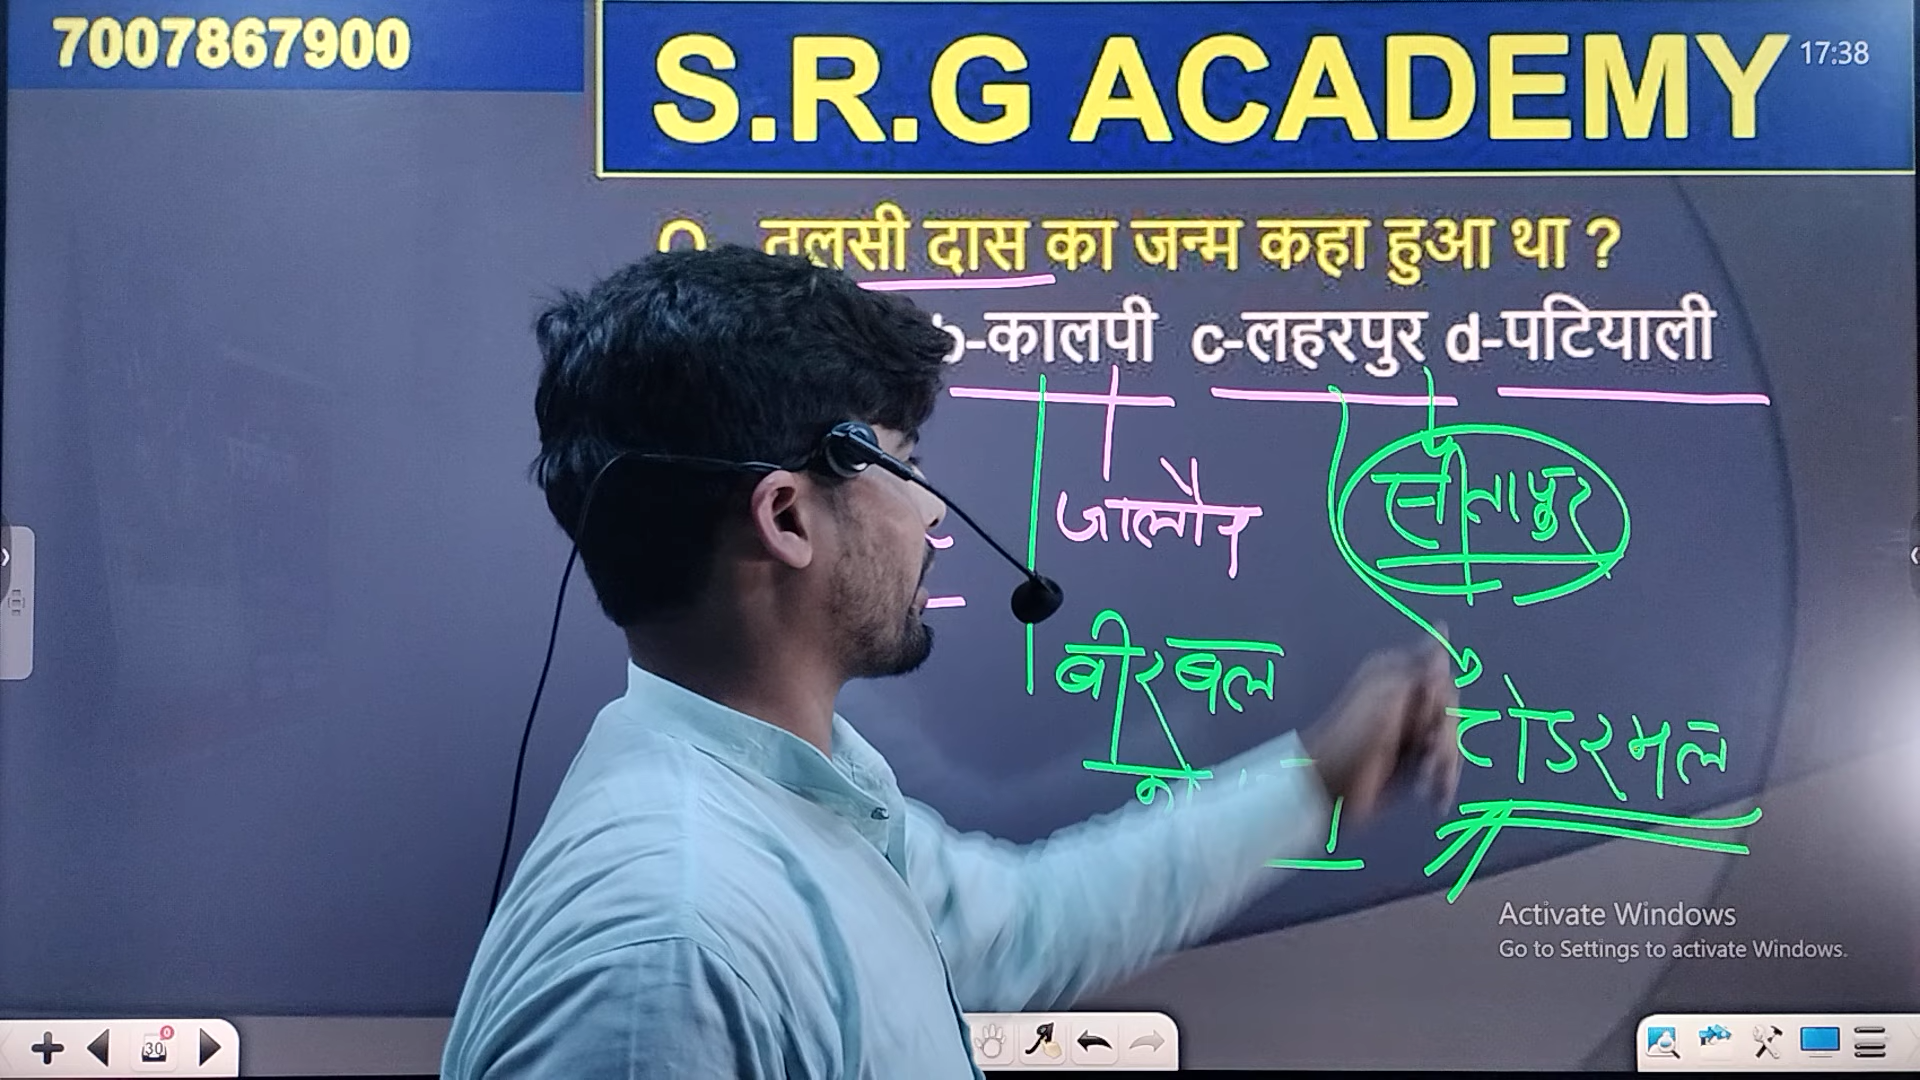 7007867900
S.R.G ACADEMY
17:38
तुलसी दास का जन्म कहा हुआ था ?
b-कालपी c-लहरपुर d-पटियाली
सीतापुर
जालौन
बीरबल
टोडरमल
Activate Windows
Go to Settings to activate Windows.
30
0